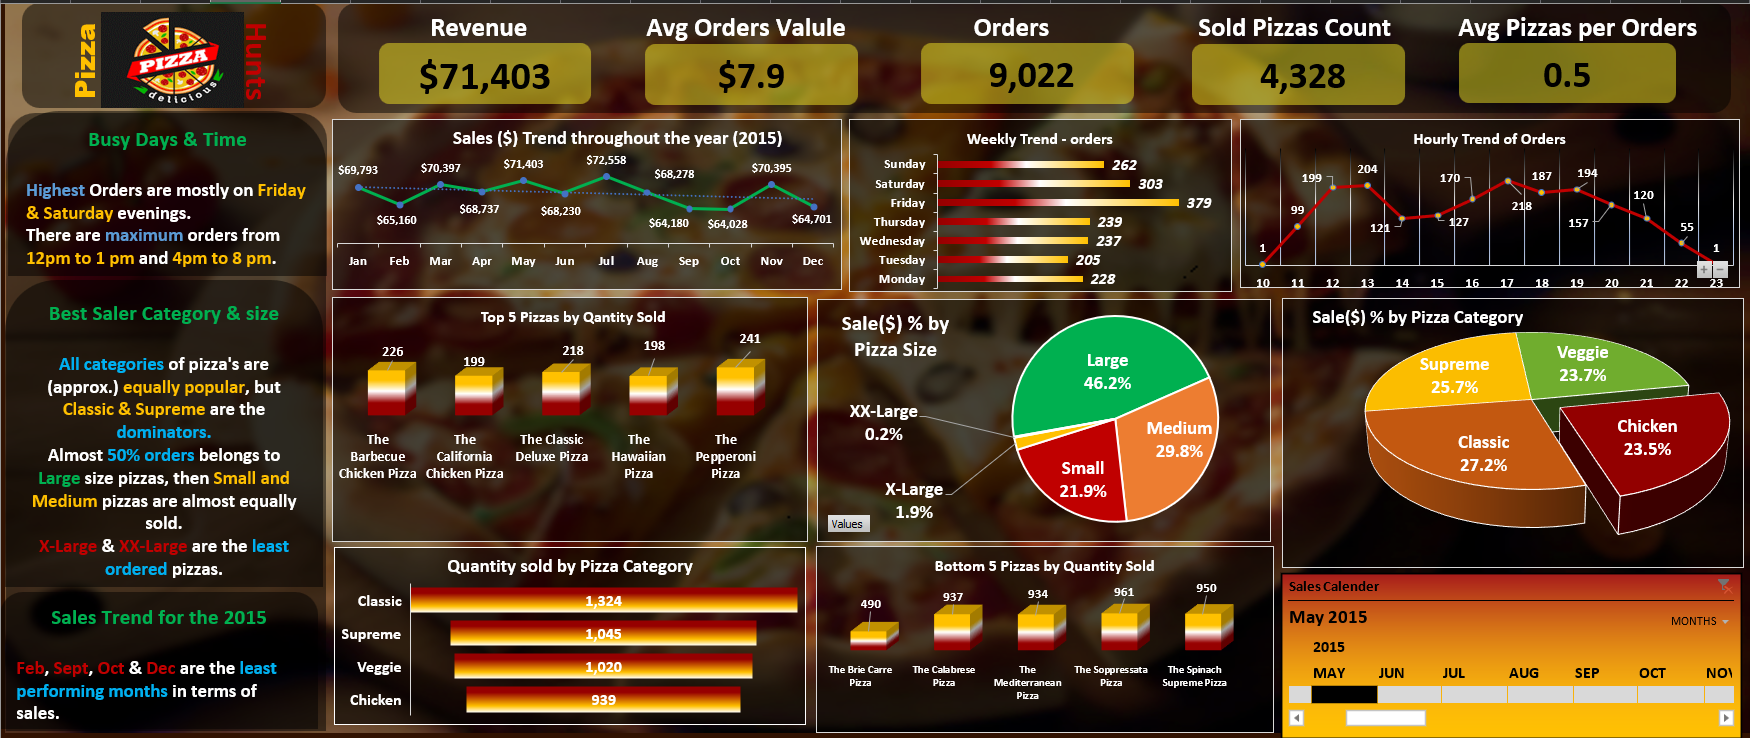 Pizza
PIZZA
delicious
Hunts
Revenue
$71,403
Avg Orders Valule
$7.9
Orders
9,022
Sold Pizzas Count
4,328
Avg Pizzas per Orders
0.5
Busy Days & Time
Highest Orders are mostly on Friday
& Saturday evenings.
There are maximum orders from
12pm to 1 pm and 4pm to 8 pm.
Best Saler Category & size
All categories of pizza's are
(approx.) equally popular, but
Classic & Supreme are the
dominators.
Almost 50% orders belongs to
Large size pizzas, then Small and
Medium pizzas are almost equally
sold.
X-Large & XX-Large are the least
ordered pizzas.
Sales Trend for the 2015
Feb, Sept, Oct & Dec are the least
performing months in terms of
sales.
Sales ($) Trend throughout the year (2015)
$69,793
$65,160
$70,397
$68,737
$71,403
$68,230
$72,558
$68,278
$64,180
$64,028
$70,395
$64,701
Jan Feb Mar Apr May Jun Jul Aug Sep Oct Nov Dec
Weekly Trend - orders
Sunday 262
Saturday 303
Friday 379
Thursday 239
Wednesday 237
Tuesday 205
Monday 228
Hourly Trend of Orders
1
99
199
204
121
127
170
218
187
194
157
120
55
1
10 11 12 13 14 15 16 17 18 19 20 21 22 23
Top 5 Pizzas by Qantity Sold
226
199
218
198
241
The Barbecue Chicken Pizza
The California Chicken Pizza
The Classic Deluxe Pizza
The Hawaiian Pizza
The Pepperoni Pizza
Sale($) % by
Pizza Size
Large
46.2%
Medium
29.8%
Small
21.9%
XX-Large
0.2%
X-Large
1.9%
Values
Sale($) % by Pizza Category
Supreme
25.7%
Veggie
23.7%
Classic
27.2%
Chicken
23.5%
Quantity sold by Pizza Category
Classic 1,324
Supreme 1,045
Veggie 1,020
Chicken 939
Bottom 5 Pizzas by Quantity Sold
490
937
934
961
950
The Brie Carre Pizza
The Calabrese Pizza
The Mediterranean Pizza
The Soppressata Pizza
The Spinach Supreme Pizza
Sales Calender
May 2015
MONTHS
2015
MAY JUN JUL AUG SEP OCT NOV